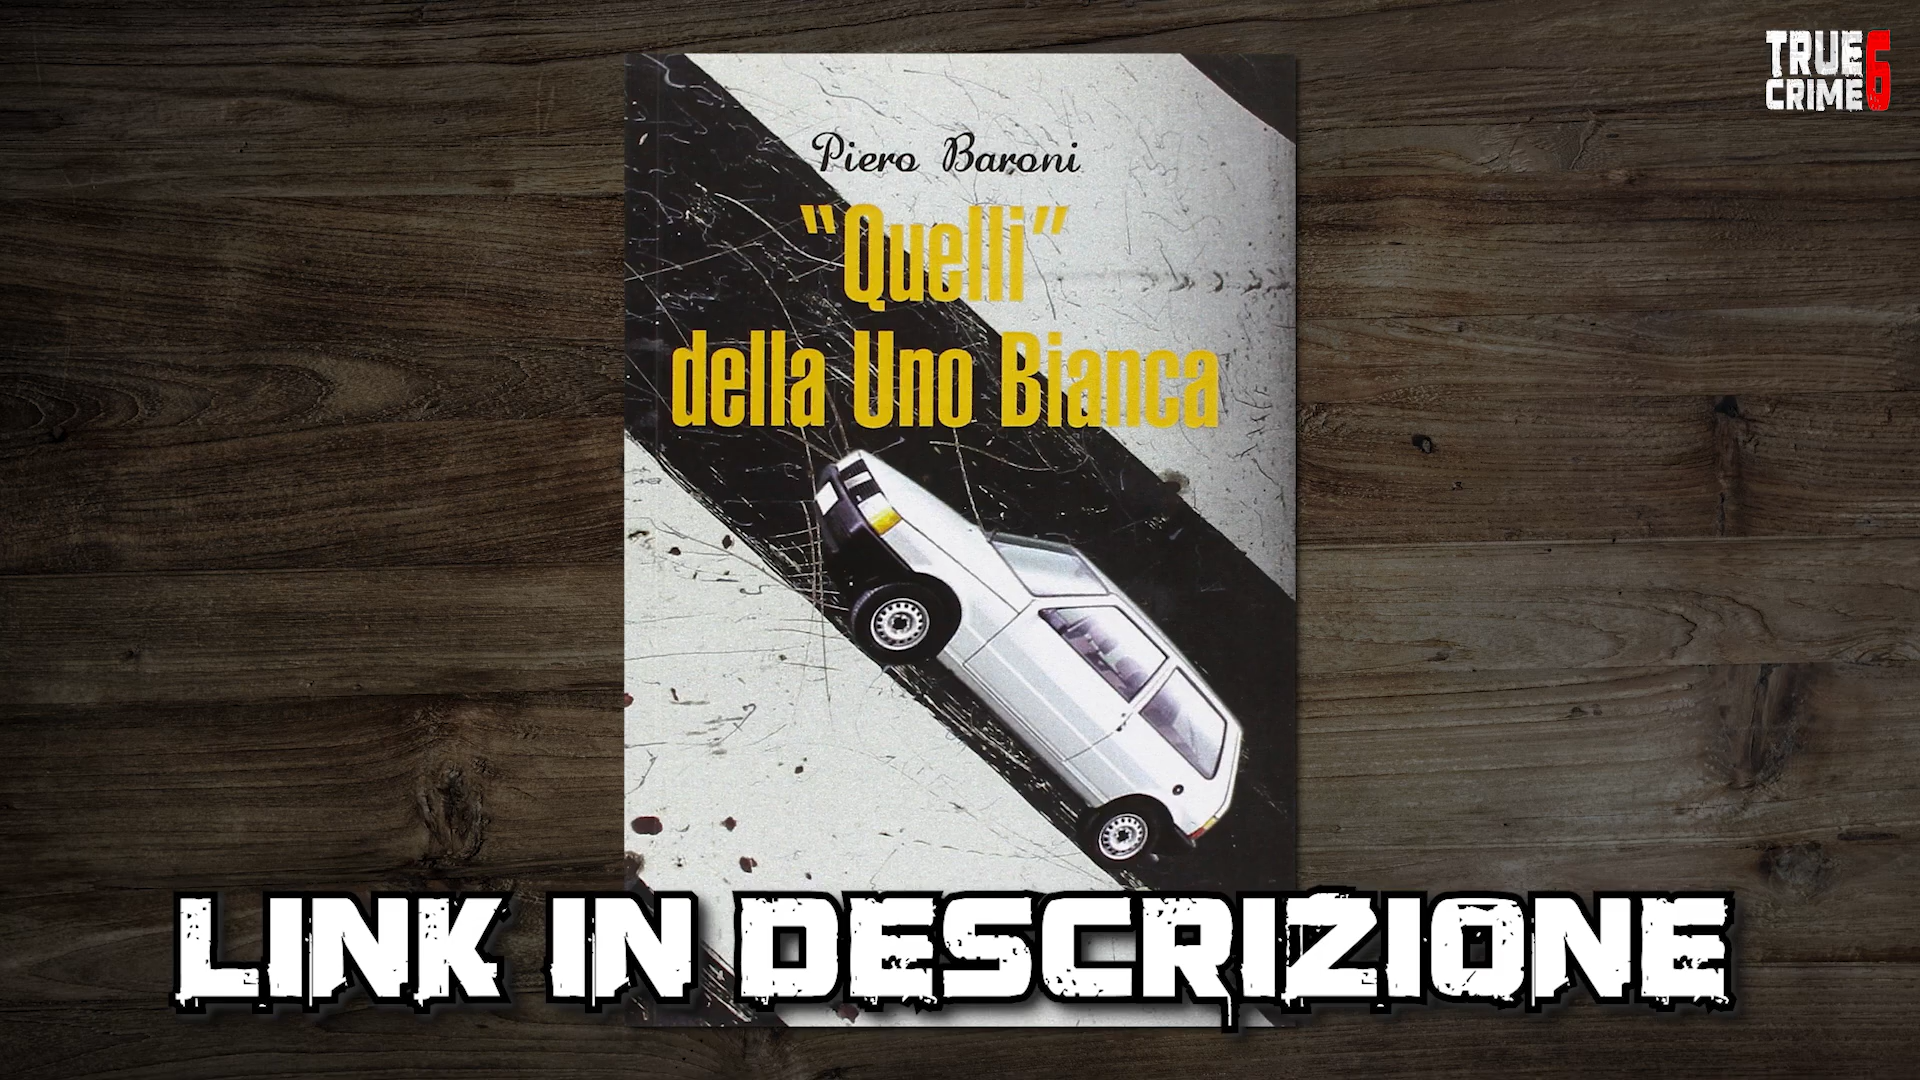 TRUE
CRIME 6
Piero Baroni
"Quelli"
della Uno Bianca
LINK IN DESCRIZIONE